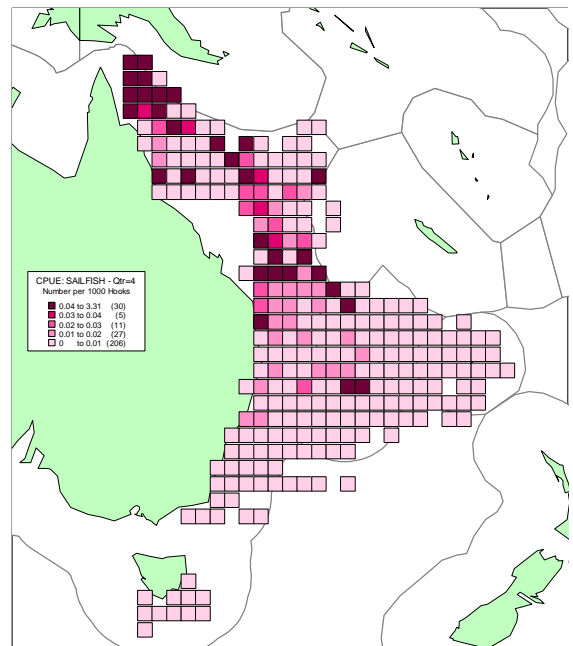 CPUE: SAILFISH - Qtr=4
Number per 1000 Hooks
0.04 to 3.31 (30)
0.03 to 0.04 (5)
0.02 to 0.03 (11)
0.01 to 0.02 (27)
0 to 0.01 (206)